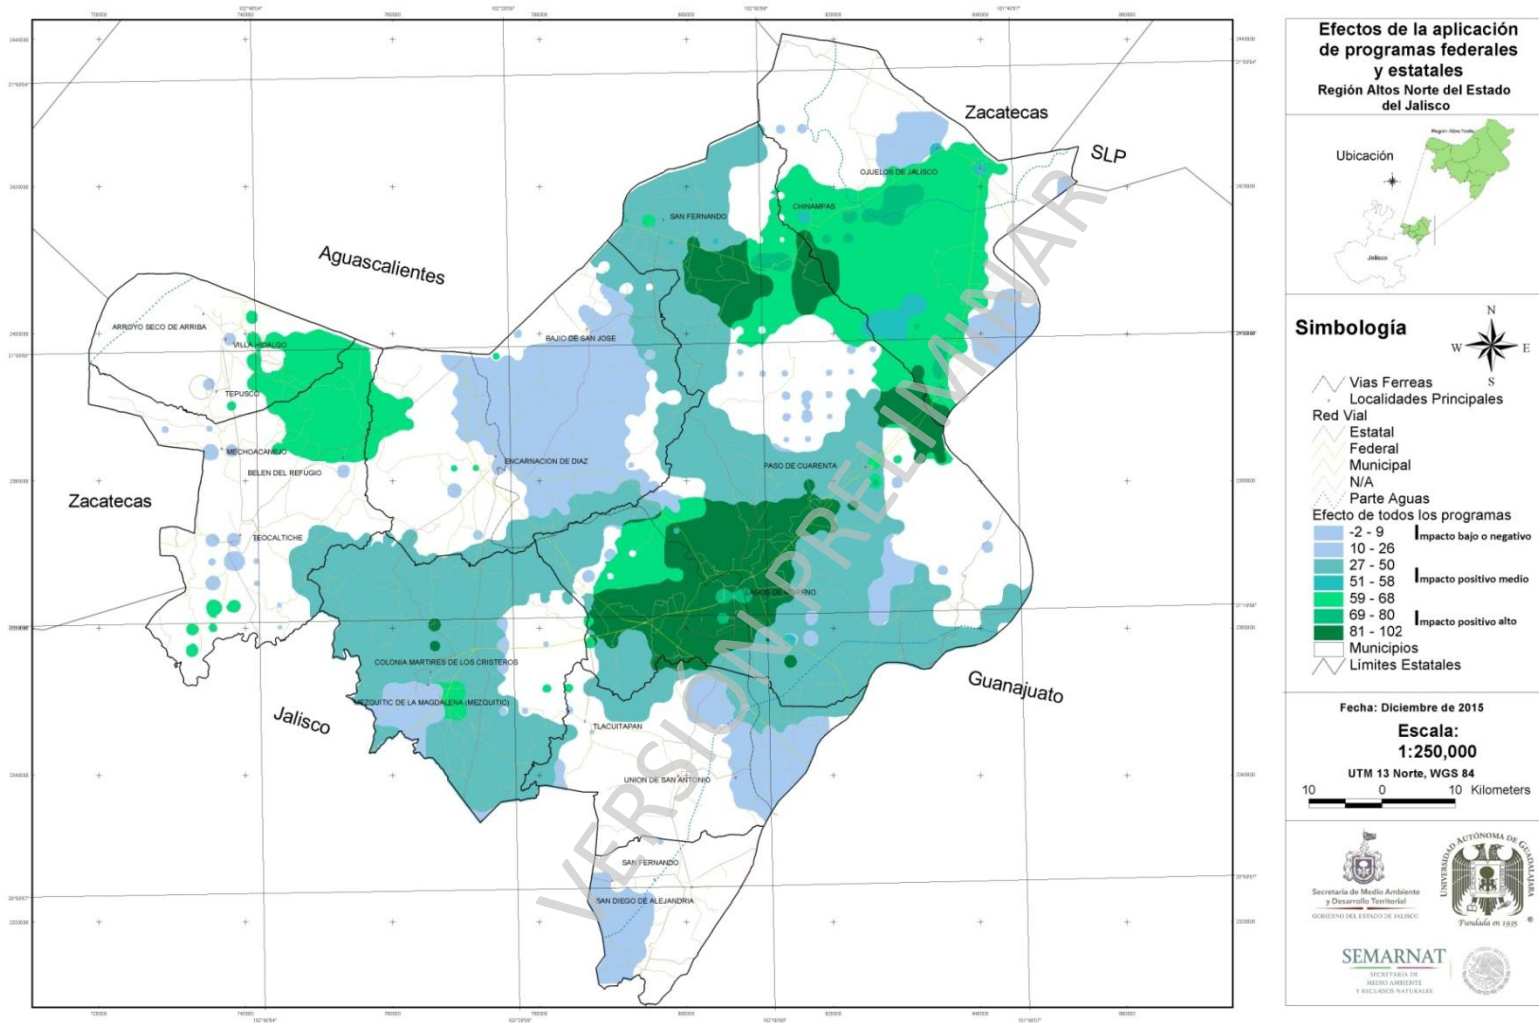 Zacatecas
SLP
OJUELOS DE JALISCO
CHINAMPAS
SAN FERNANDO
Aguascalientes
ARROYO SECO DE ARRIBA
VILLA HIDALGO
BAJIO DE SAN JOSE
TEPUSCO
MECHOACANEJO
BELEN DEL REFUGIO
ENCARNACION DE DIAZ
PASO DE CUARENTA
Zacatecas
TEOCALTICHE
LAGOS DE MORENO
COLONIA MARTIRES DE LOS CRISTEROS
MEZQUITIC DE LA MAGDALENA (MEZQUITIC)
Guanajuato
Jalisco
TLACUITAPAN
UNION DE SAN ANTONIO
SAN FERNANDO
SAN DIEGO DE ALEJANDRIA
VERSIÓN PRELIMINAR
Efectos de la aplicación
de programas federales
y estatales
Región Altos Norte del Estado
del Jalisco
Región Altos Norte
Ubicación
Jalisco
Simbología
N
W E
S
Vias Ferreas
Localidades Principales
Red Vial
Estatal
Federal
Municipal
N/A
Parte Aguas
Efecto de todos los programas
-2 - 9 Impacto bajo o negativo
10 - 26
27 - 50 Impacto positivo medio
51 - 58
59 - 68
69 - 80 Impacto positivo alto
81 - 102
Municipios
Límites Estatales
Fecha: Diciembre de 2015
Escala:
1:250,000
UTM 13 Norte, WGS 84
10 0 10 Kilometers
Secretaría de Medio Ambiente
y Desarrollo Territorial
GOBIERNO DEL ESTADO DE JALISCO
UNIVERSIDAD AUTÓNOMA DE GUADALAJARA
Fundada en 1935
SEMARNAT
SECRETARÍA DE
MEDIO AMBIENTE
Y RECURSOS NATURALES